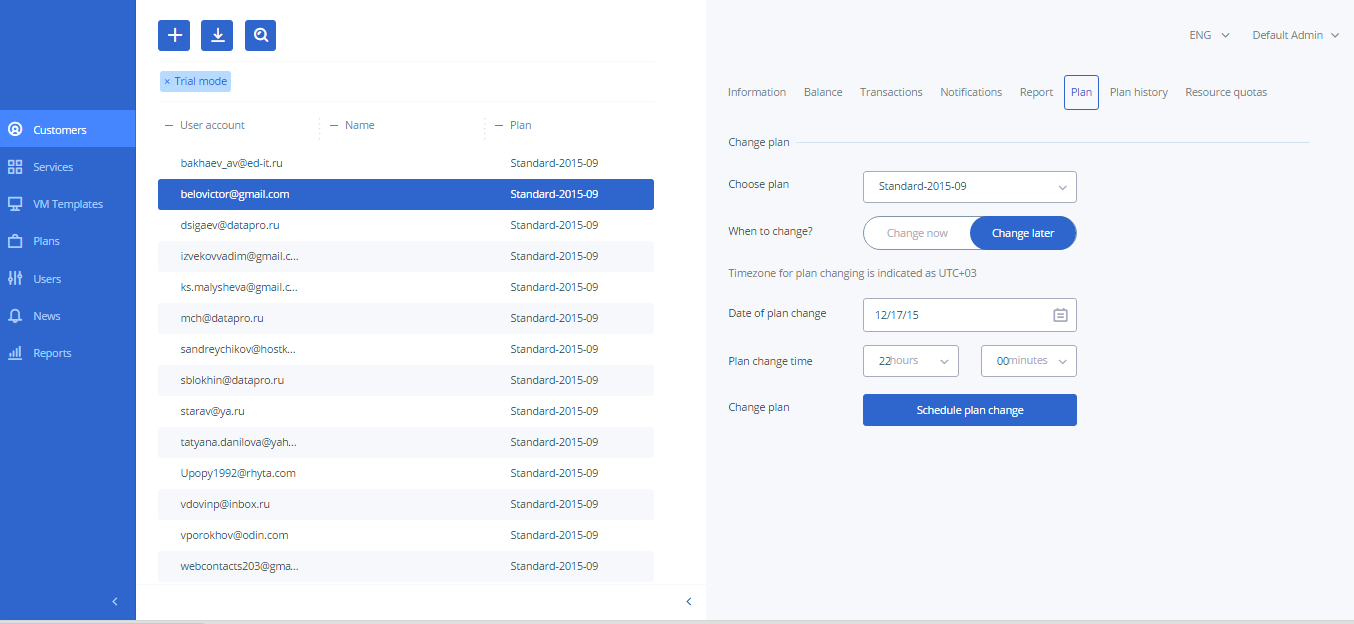 Customers
Services
VM Templates
Plans
Users
News
Reports
× Trial mode
User account Name Plan
bakhaev_av@ed-it.ru Standard-2015-09
belovictor@gmail.com Standard-2015-09
dsigaev@datapro.ru Standard-2015-09
izvekovvadim@gmail.c... Standard-2015-09
ks.malysheva@gmail.c... Standard-2015-09
mch@datapro.ru Standard-2015-09
sandreychikov@hostk... Standard-2015-09
sblokhin@datapro.ru Standard-2015-09
starav@ya.ru Standard-2015-09
tatyana.danilova@yah... Standard-2015-09
Upopy1992@rhyta.com Standard-2015-09
vdovinp@inbox.ru Standard-2015-09
vporokhov@odin.com Standard-2015-09
webcontacts203@gma... Standard-2015-09
ENG Default Admin
Information Balance Transactions Notifications Report Plan Plan history Resource quotas
Change plan
Choose plan Standard-2015-09
When to change? Change now Change later
Timezone for plan changing is indicated as UTC+03
Date of plan change 12/17/15
Plan change time 22hours 00minutes
Change plan Schedule plan change